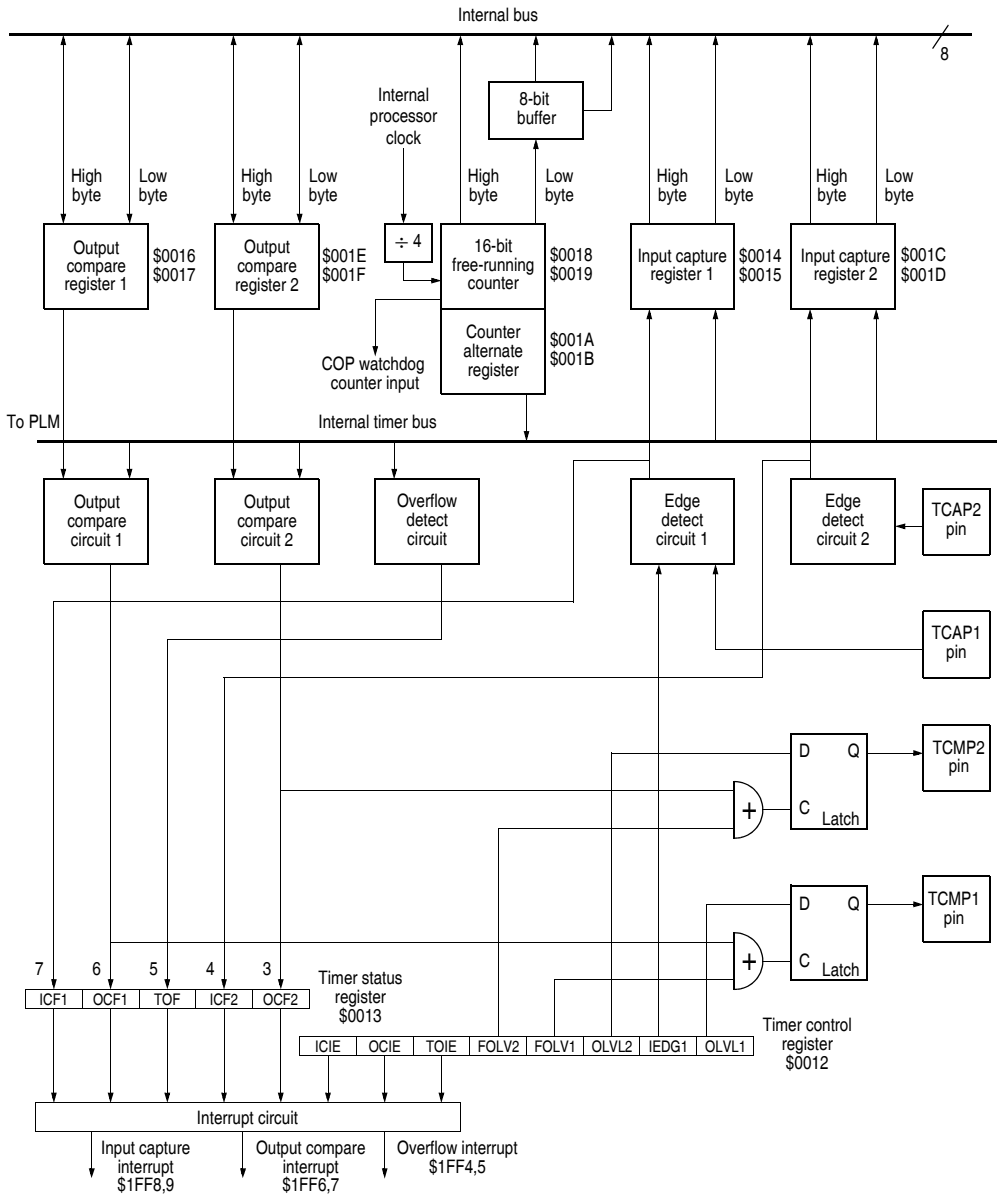 Internal bus
8
Internal
processor
clock
8-bit
buffer
High
byte
Low
byte
High
byte
Low
byte
High
byte
Low
byte
High
byte
Low
byte
High
byte
Low
byte
Output
compare
register 1
$0016
$0017
Output
compare
register 2
$001E
$001F
÷ 4
16-bit
free-running
counter
$0018
$0019
Input capture
register 1
$0014
$0015
Input capture
register 2
$001C
$001D
COP watchdog
counter input
Counter
alternate
register
$001A
$001B
To PLM
Internal timer bus
Output
compare
circuit 1
Output
compare
circuit 2
Overflow
detect
circuit
Edge
detect
circuit 1
Edge
detect
circuit 2
TCAP2
pin
TCAP1
pin
D Q
C
Latch
+
TCMP2
pin
D Q
C
Latch
+
TCMP1
pin
7 6 5 4 3
ICF1 OCF1 TOF ICF2 OCF2
Timer status
register
$0013
ICIE OCIE TOIE FOLV2 FOLV1 OLVL2 IEDG1 OLVL1
Timer control
register
$0012
Interrupt circuit
Input capture
interrupt
$1FF8,9
Output compare
interrupt
$1FF6,7
Overflow interrupt
$1FF4,5